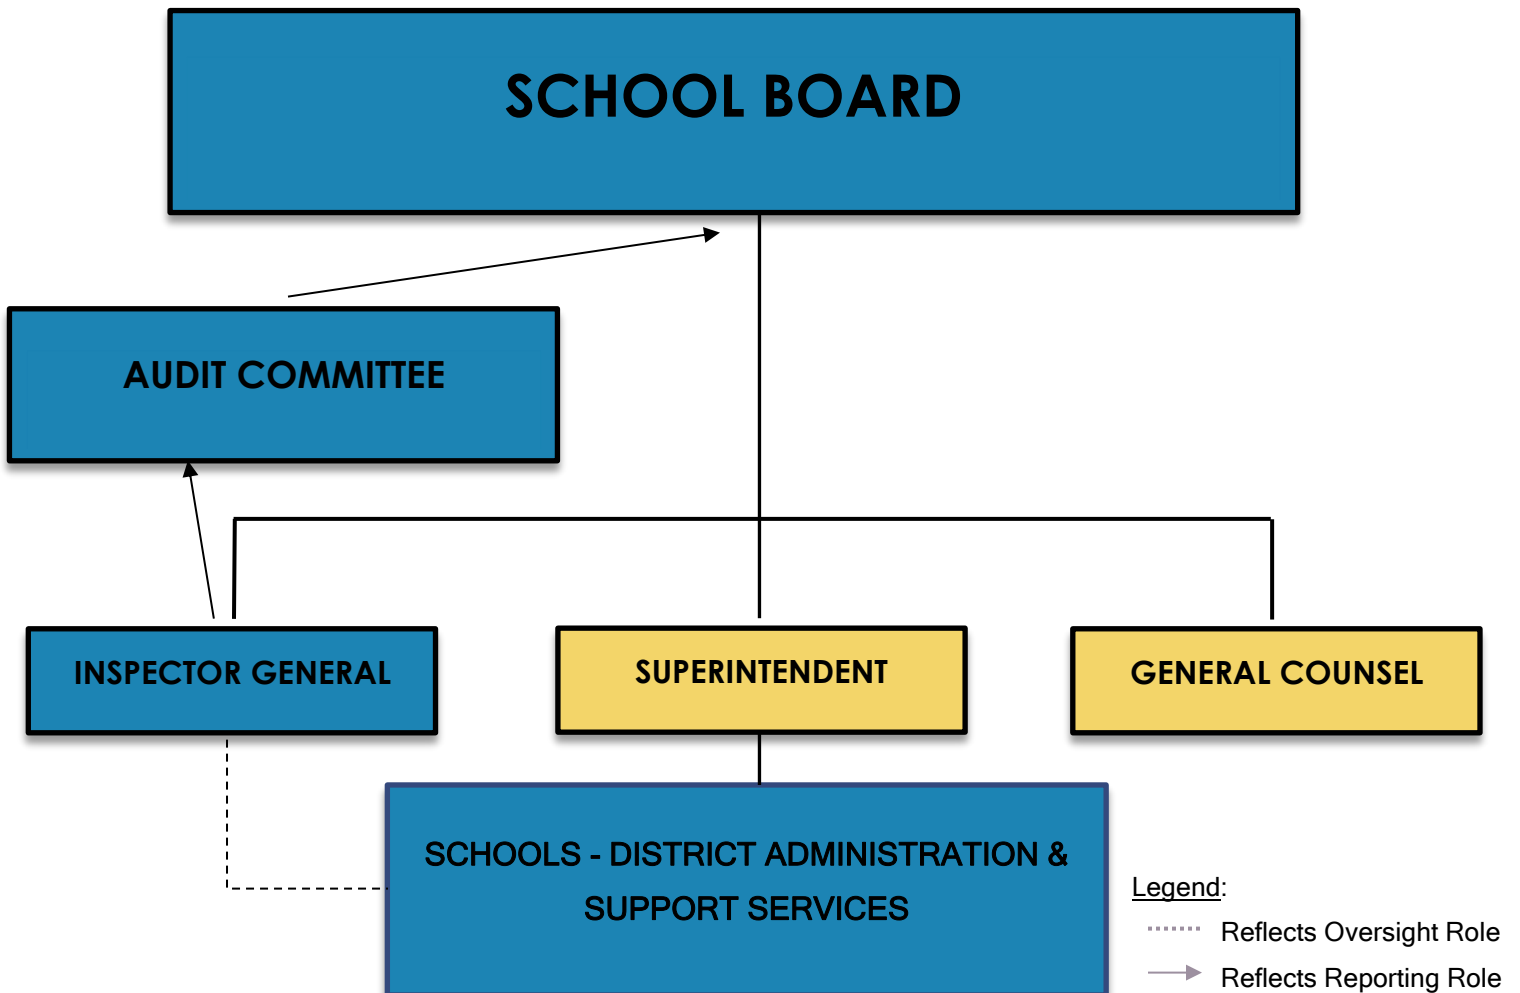 SCHOOL BOARD
AUDIT COMMITTEE
INSPECTOR GENERAL
SUPERINTENDENT
GENERAL COUNSEL
SCHOOLS - DISTRICT ADMINISTRATION &
SUPPORT SERVICES
Legend:
Reflects Oversight Role
Reflects Reporting Role